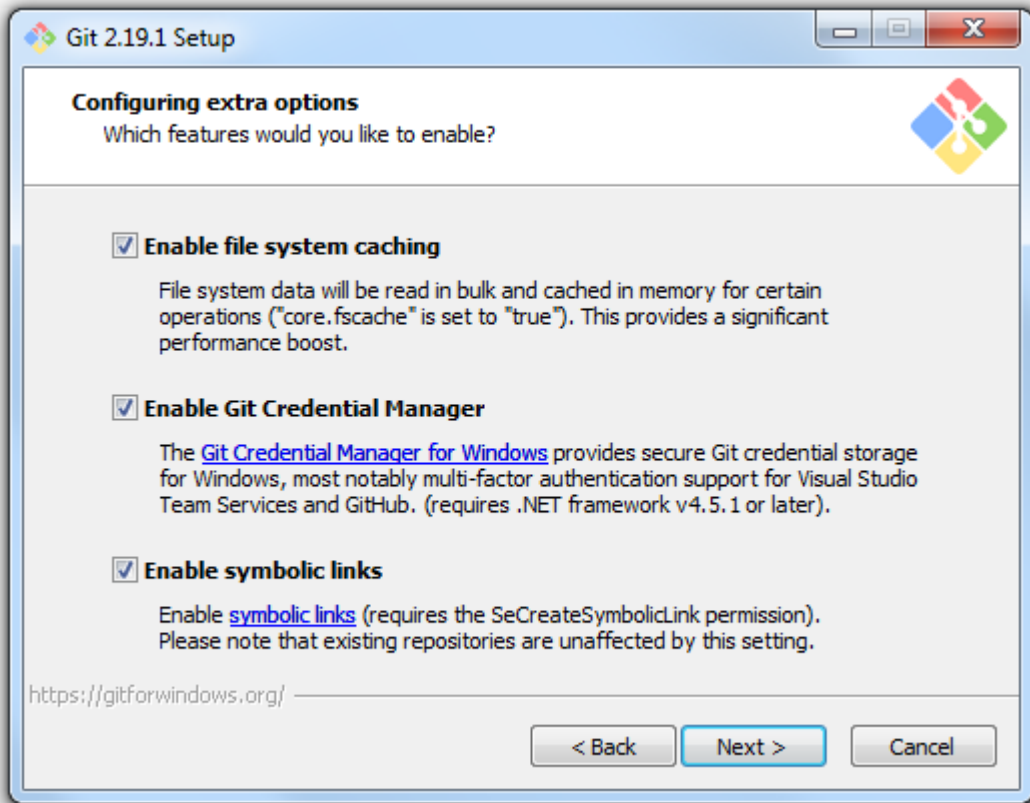 Git 2.19.1 Setup
Configuring extra options
Which features would you like to enable?
Enable file system caching
File system data will be read in bulk and cached in memory for certain
operations ("core.fscache" is set to "true"). This provides a significant
performance boost.
Enable Git Credential Manager
The Git Credential Manager for Windows provides secure Git credential storage
for Windows, most notably multi-factor authentication support for Visual Studio
Team Services and GitHub. (requires .NET framework v4.5.1 or later).
Enable symbolic links
Enable symbolic links (requires the SeCreateSymbolicLink permission).
Please note that existing repositories are unaffected by this setting.
https://gitforwindows.org/
< Back
Next >
Cancel